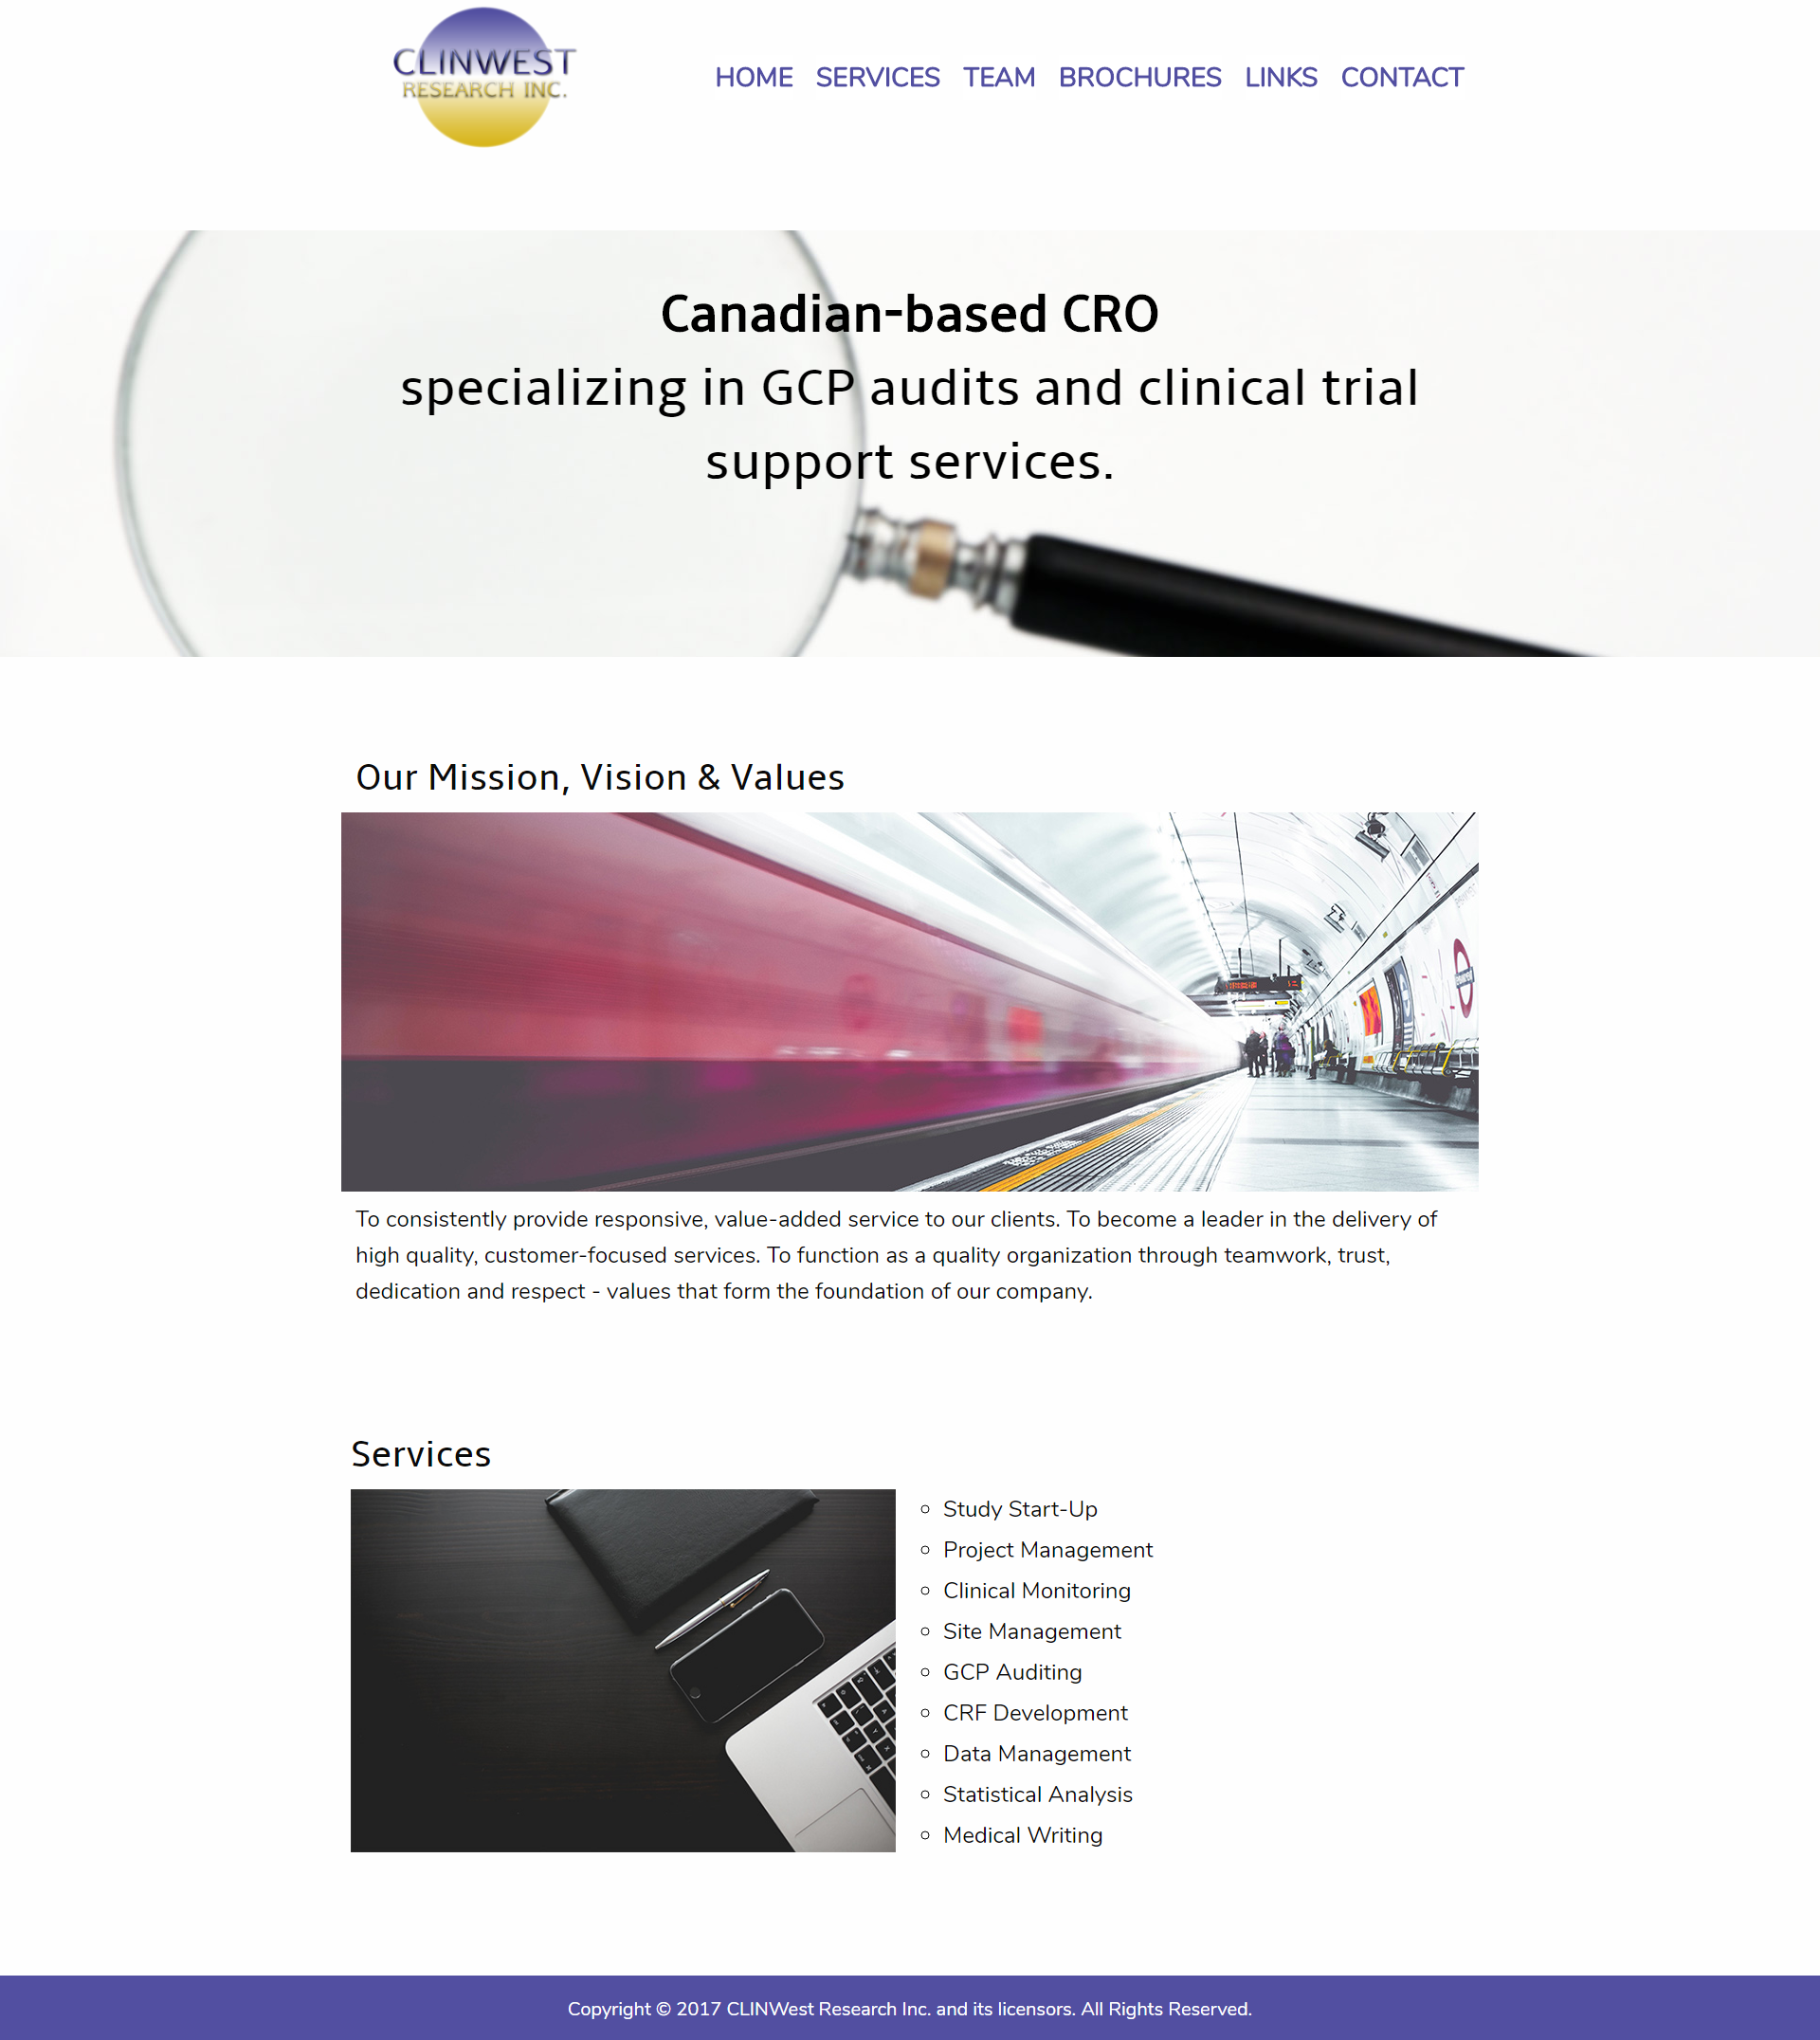 CLINWEST
RESEARCH INC.
HOME SERVICES TEAM BROCHURES LINKS CONTACT
Canadian-based CRO
specializing in GCP audits and clinical trial
support services.
Our Mission, Vision & Values
To consistently provide responsive, value-added service to our clients. To become a leader in the delivery of
high quality, customer-focused services. To function as a quality organization through teamwork, trust,
dedication and respect - values that form the foundation of our company.
Services
Study Start-Up
Project Management
Clinical Monitoring
Site Management
GCP Auditing
CRF Development
Data Management
Statistical Analysis
Medical Writing
Copyright © 2017 CLINWest Research Inc. and its licensors. All Rights Reserved.